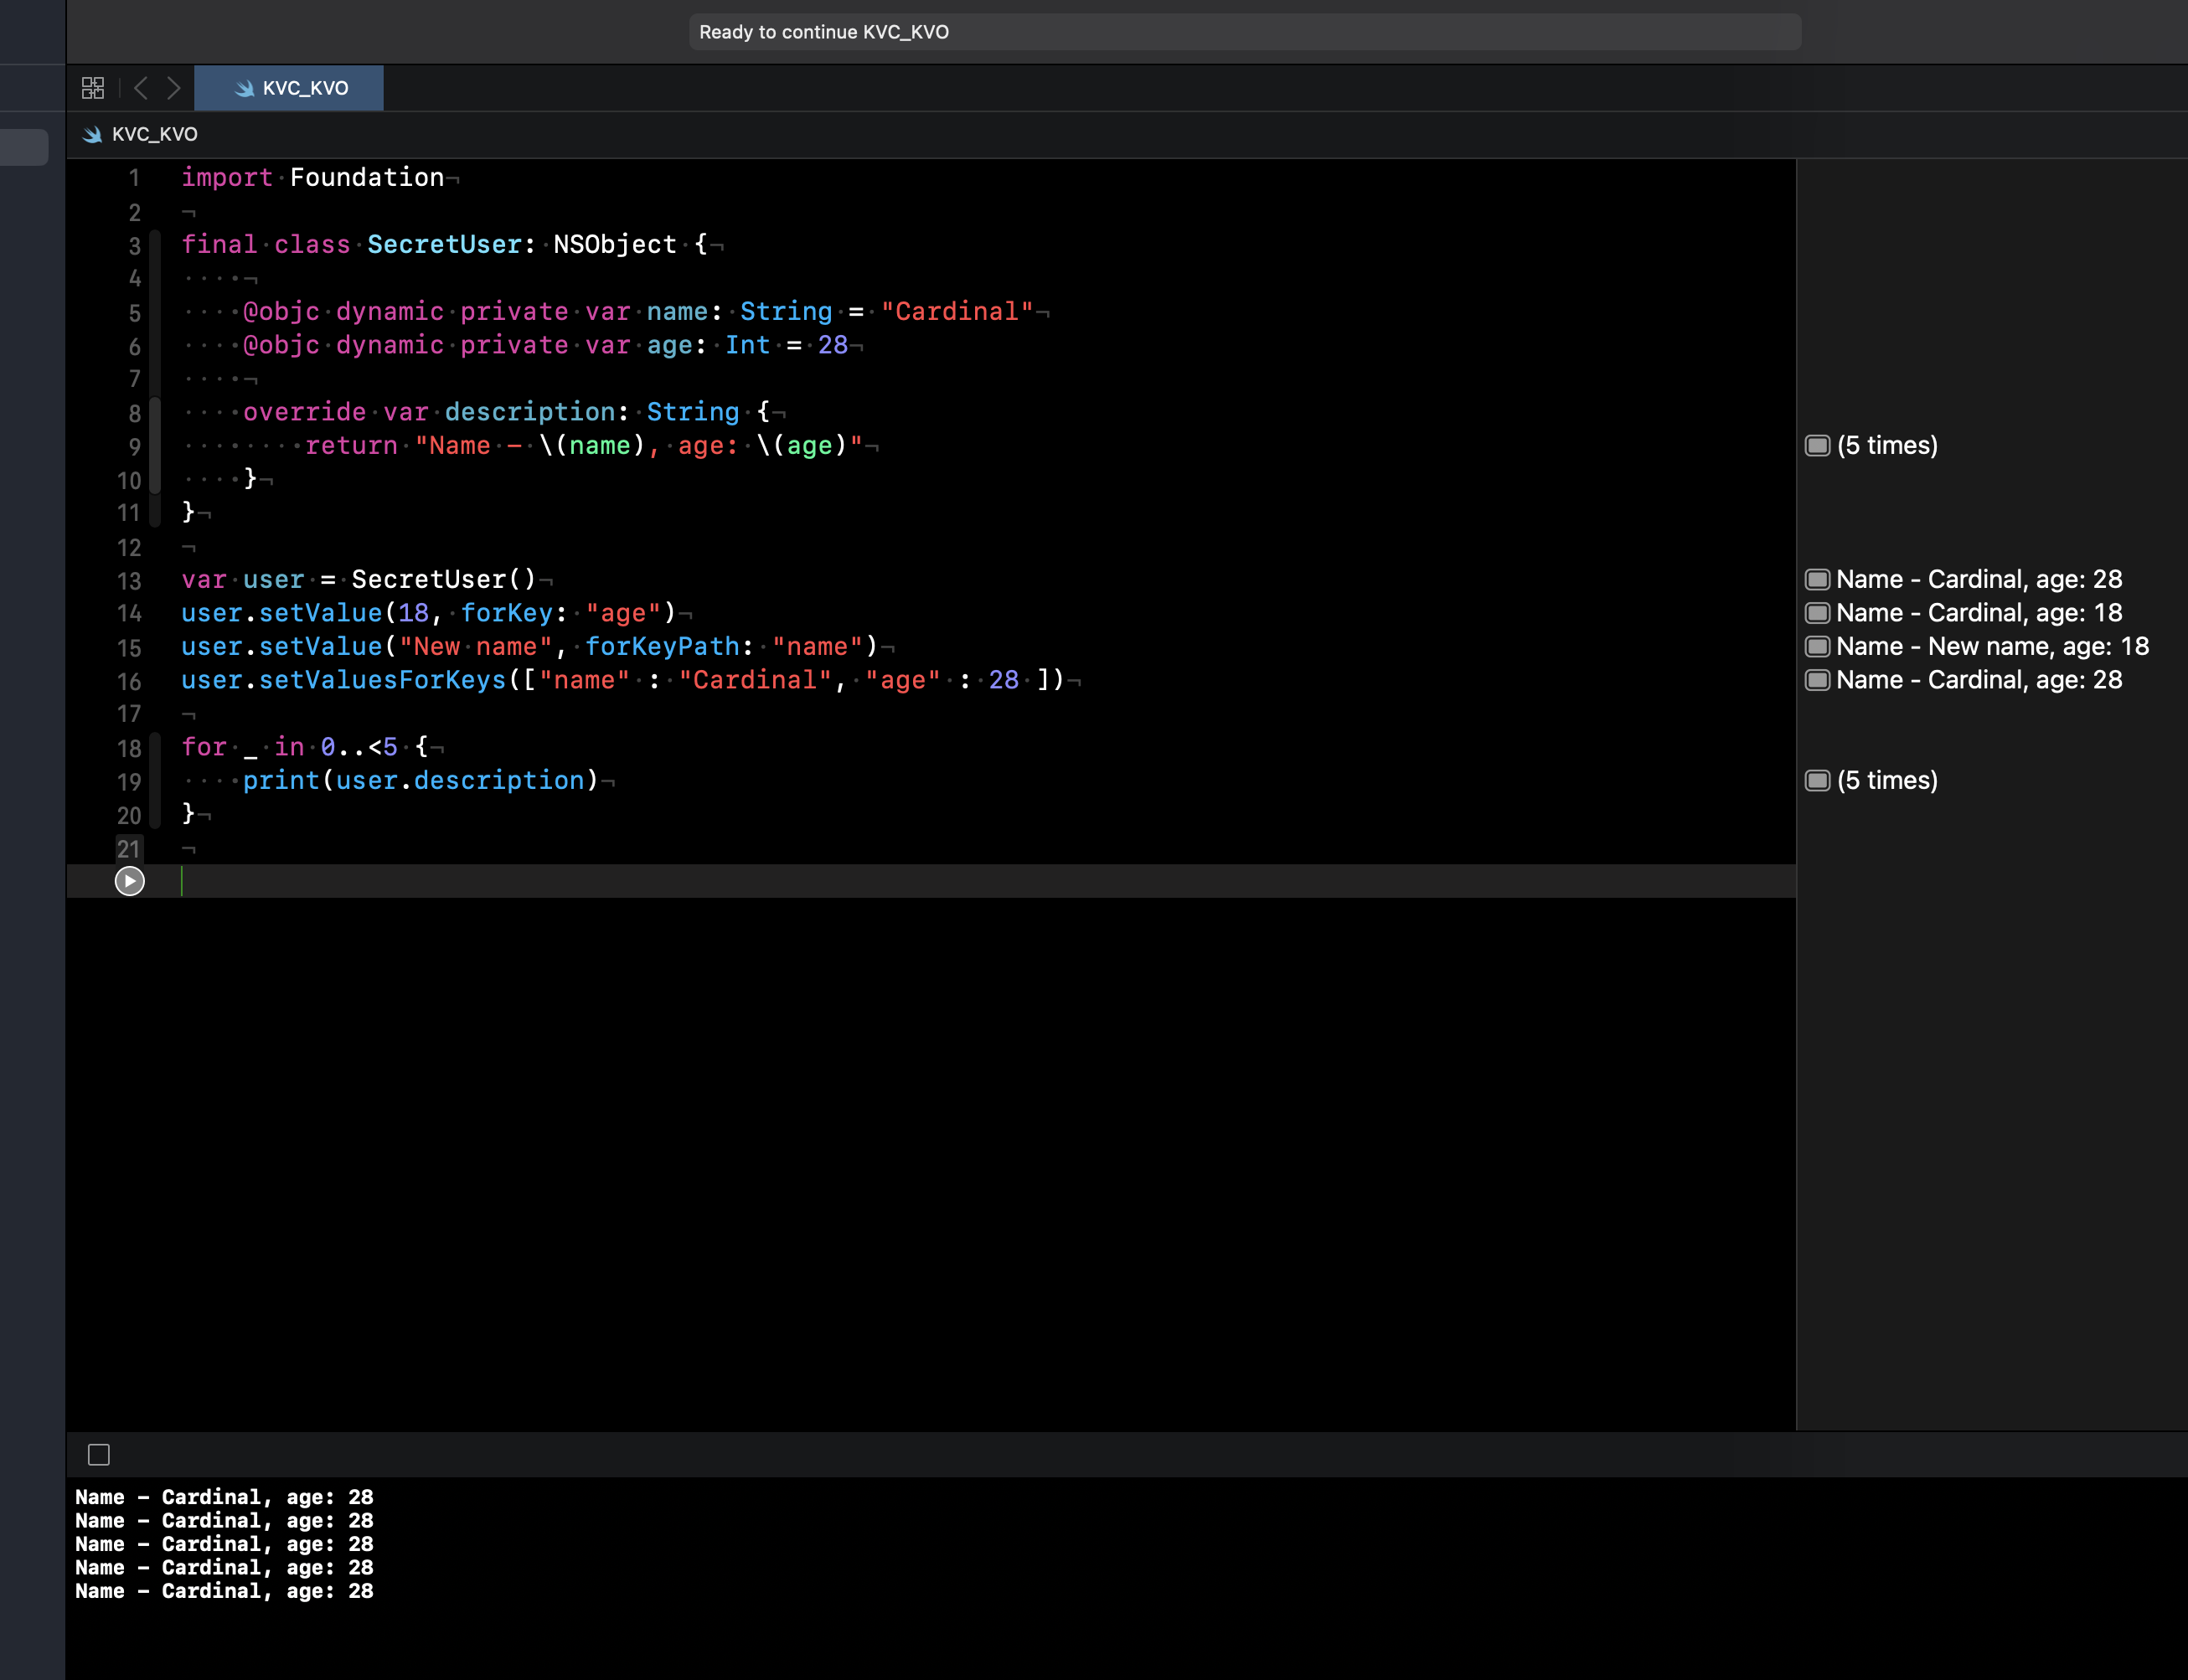 Ready to continue KVC_KVO
KVC_KVO
KVC_KVO
1 import Foundation
2
3 final class SecretUser: NSObject {
4
5 @objc dynamic private var name: String = "Cardinal"
6 @objc dynamic private var age: Int = 28
7
8 override var description: String {
9 return "Name – \(name), age: \(age)" (5 times)
10 }
11 }
12
13 var user = SecretUser() Name - Cardinal, age: 28
14 user.setValue(18, forKey: "age") Name - Cardinal, age: 18
15 user.setValue("New name", forKeyPath: "name") Name - New name, age: 18
16 user.setValuesForKeys(["name" : "Cardinal", "age" : 28 ]) Name - Cardinal, age: 28
17
18 for _ in 0..<5 {
19 print(user.description) (5 times)
20 }
21
Name – Cardinal, age: 28
Name – Cardinal, age: 28
Name – Cardinal, age: 28
Name – Cardinal, age: 28
Name – Cardinal, age: 28